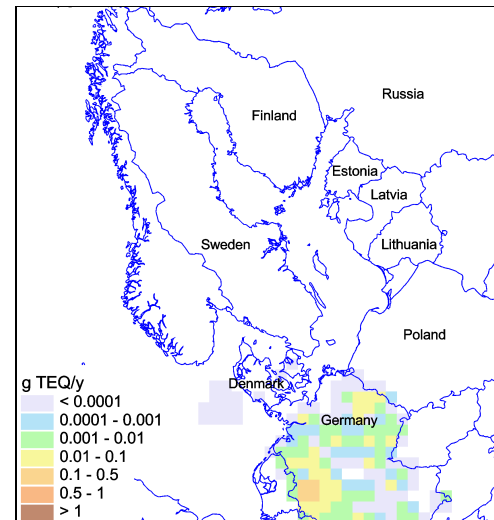 Russia
Finland
Estonia
Latvia
Sweden
Lithuania
Poland
g TEQ/y
Denmark
< 0.0001
0.0001 - 0.001
Germany
0.001 - 0.01
0.01 - 0.1
0.1 - 0.5
0.5 - 1
> 1